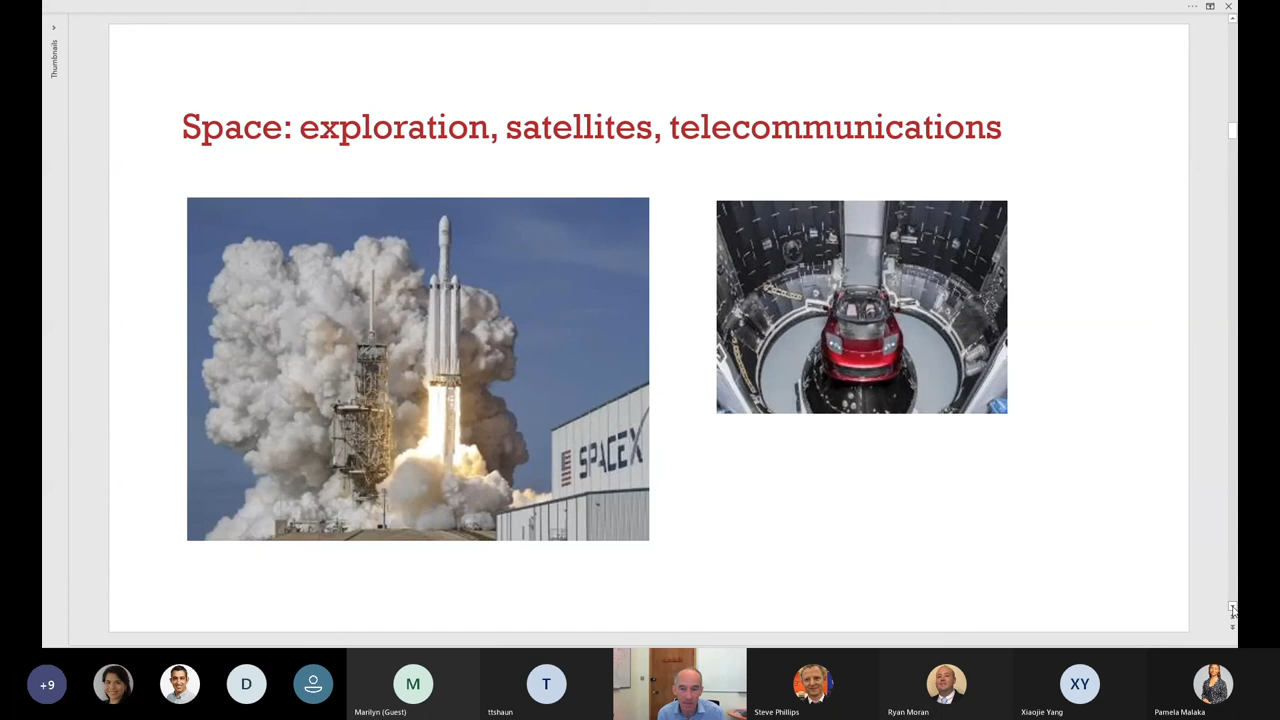 Thumbnails
Space: exploration, satellites, telecommunications
SPACEX
+9
D
M
Marilyn (Guest)
T
ttshaun
Steve Phillips
Ryan Moran
XY
Xiaojie Yang
Pamela Malaka